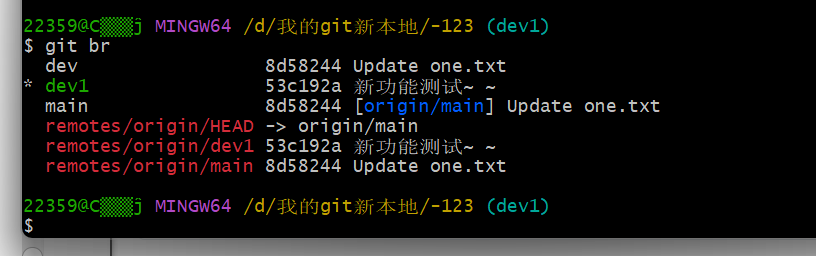 22359@C▒▒▒ĵ MINGW64 /d/我的git新本地/-123 (dev1)
$ git br
  dev                 8d58244 Update one.txt
* dev1                53c192a 新功能测试~ ~
  main                8d58244 [origin/main] Update one.txt
  remotes/origin/HEAD -> origin/main
  remotes/origin/dev1 53c192a 新功能测试~ ~
  remotes/origin/main 8d58244 Update one.txt
22359@C▒▒▒ĵ MINGW64 /d/我的git新本地/-123 (dev1)
$